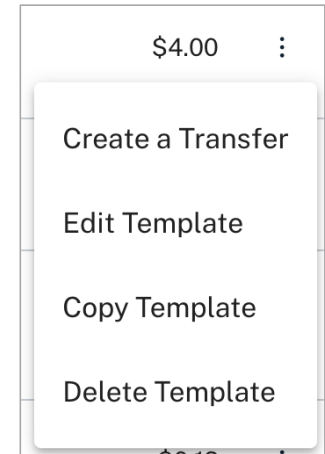 $4.00
Create a Transfer
Edit Template
Copy Template
Delete Template